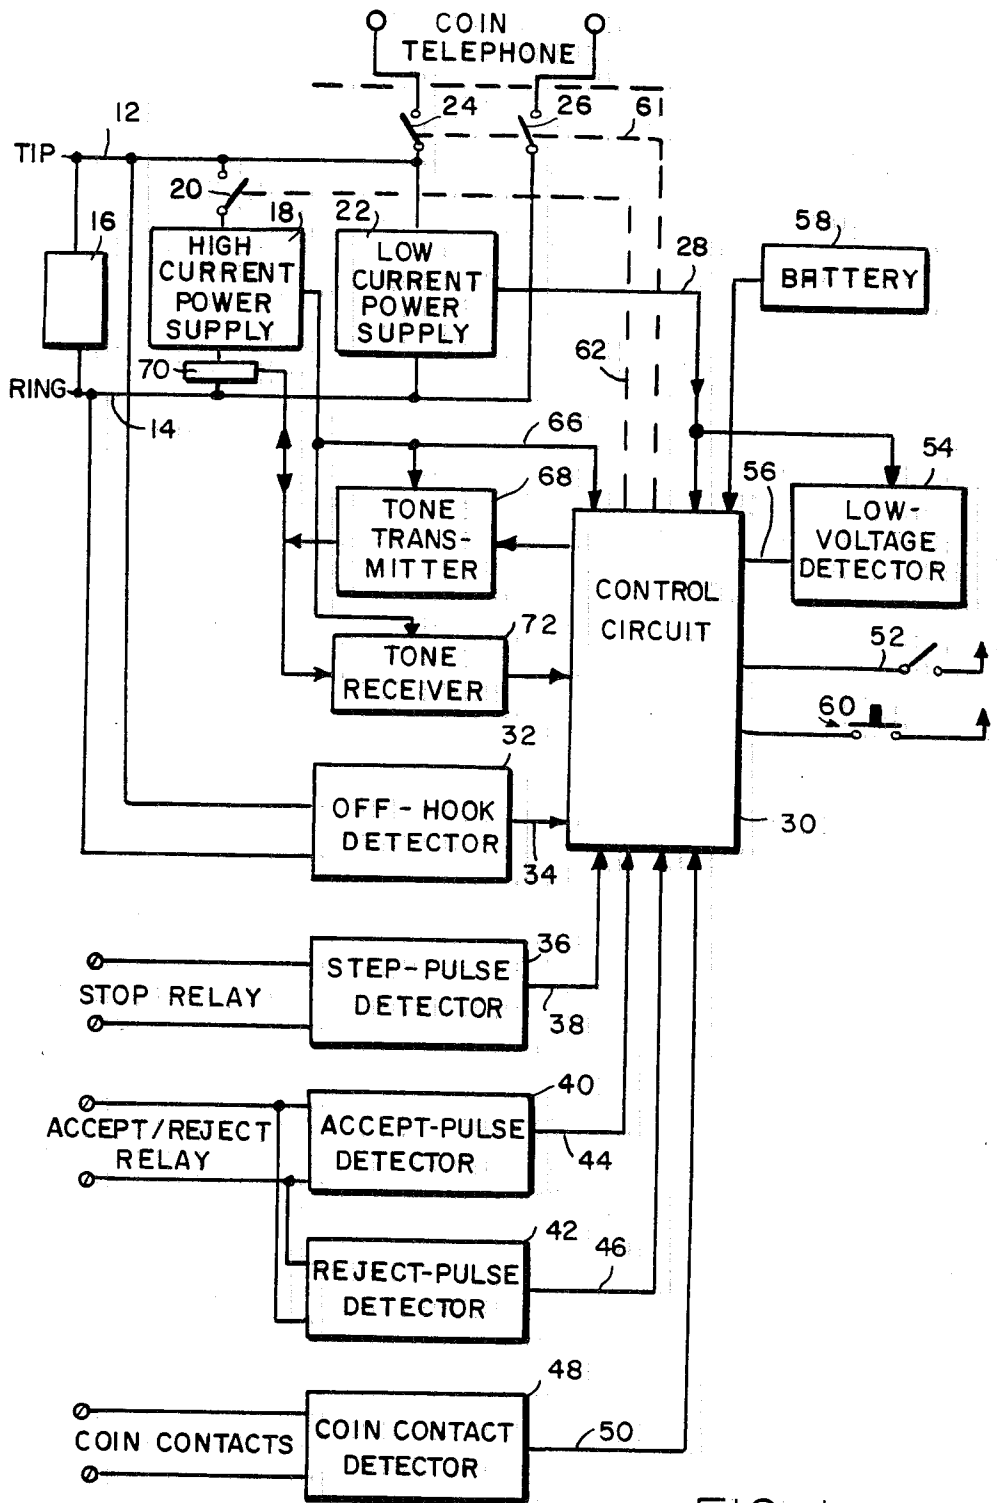 COIN
TELEPHONE
24
26
61
12
TIP
20
16
18
HIGH
CURRENT
POWER
SUPPLY
22
LOW
CURRENT
POWER
SUPPLY
28
58
BATTERY
62
70
RING
14
66
68
TONE
TRANS-
MITTER
56
54
LOW-
VOLTAGE
DETECTOR
CONTROL
CIRCUIT
72
TONE
RECEIVER
52
60
32
OFF-HOOK
DETECTOR
34
30
36
STEP-PULSE
DETECTOR
38
STOP RELAY
40
ACCEPT-PULSE
DETECTOR
44
ACCEPT/REJECT
RELAY
42
REJECT-PULSE
DETECTOR
46
48
COIN CONTACT
DETECTOR
50
COIN CONTACTS